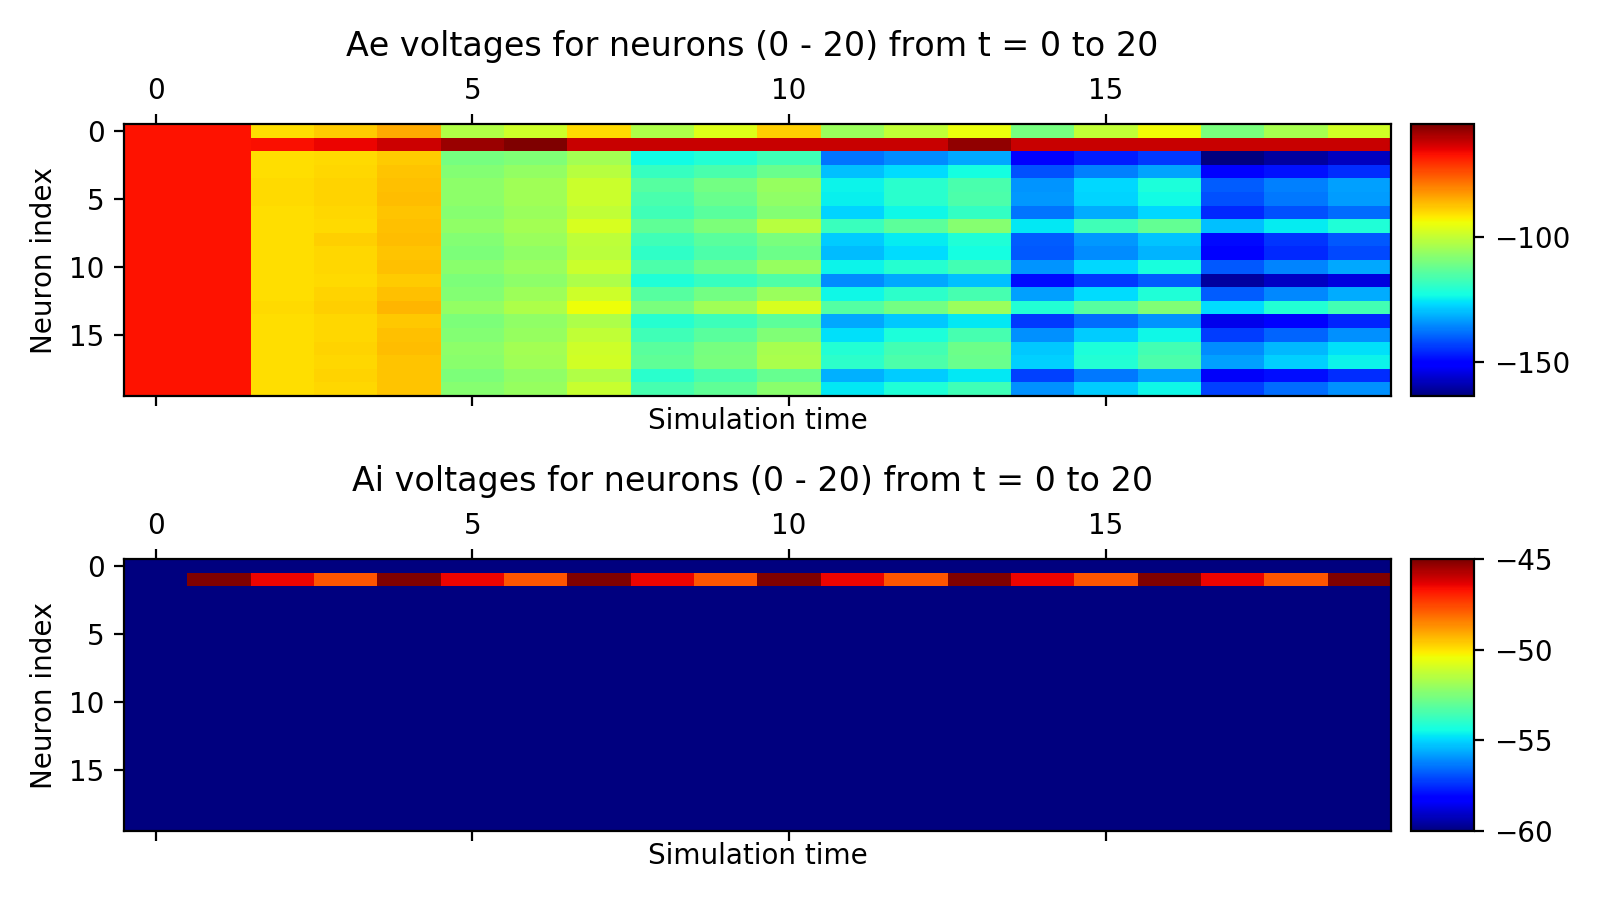 Ae voltages for neurons (0 - 20) from t = 0 to 20
0 5 10 15
Neuron index
0
5
10
15
−100
−150
Simulation time
Ai voltages for neurons (0 - 20) from t = 0 to 20
0 5 10 15
Neuron index
0
5
10
15
−45
−50
−55
−60
Simulation time